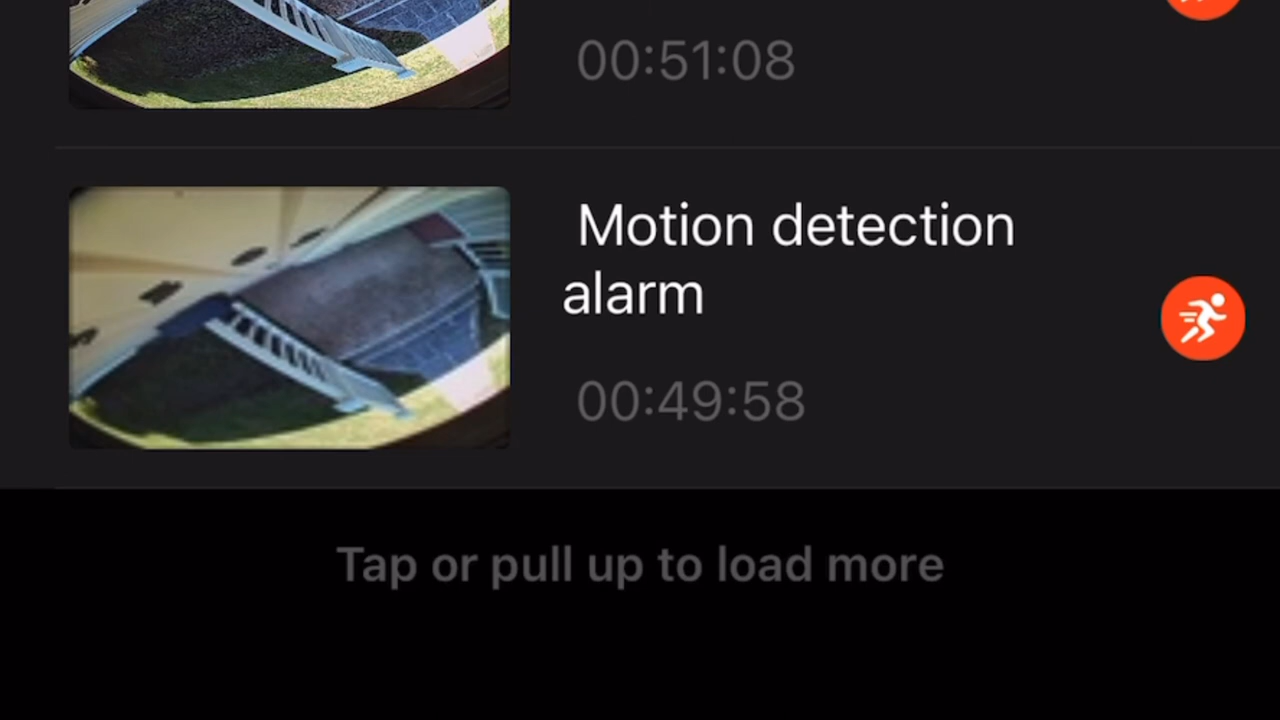 00:51:08
Motion detection
alarm
00:49:58
Tap or pull up to load more